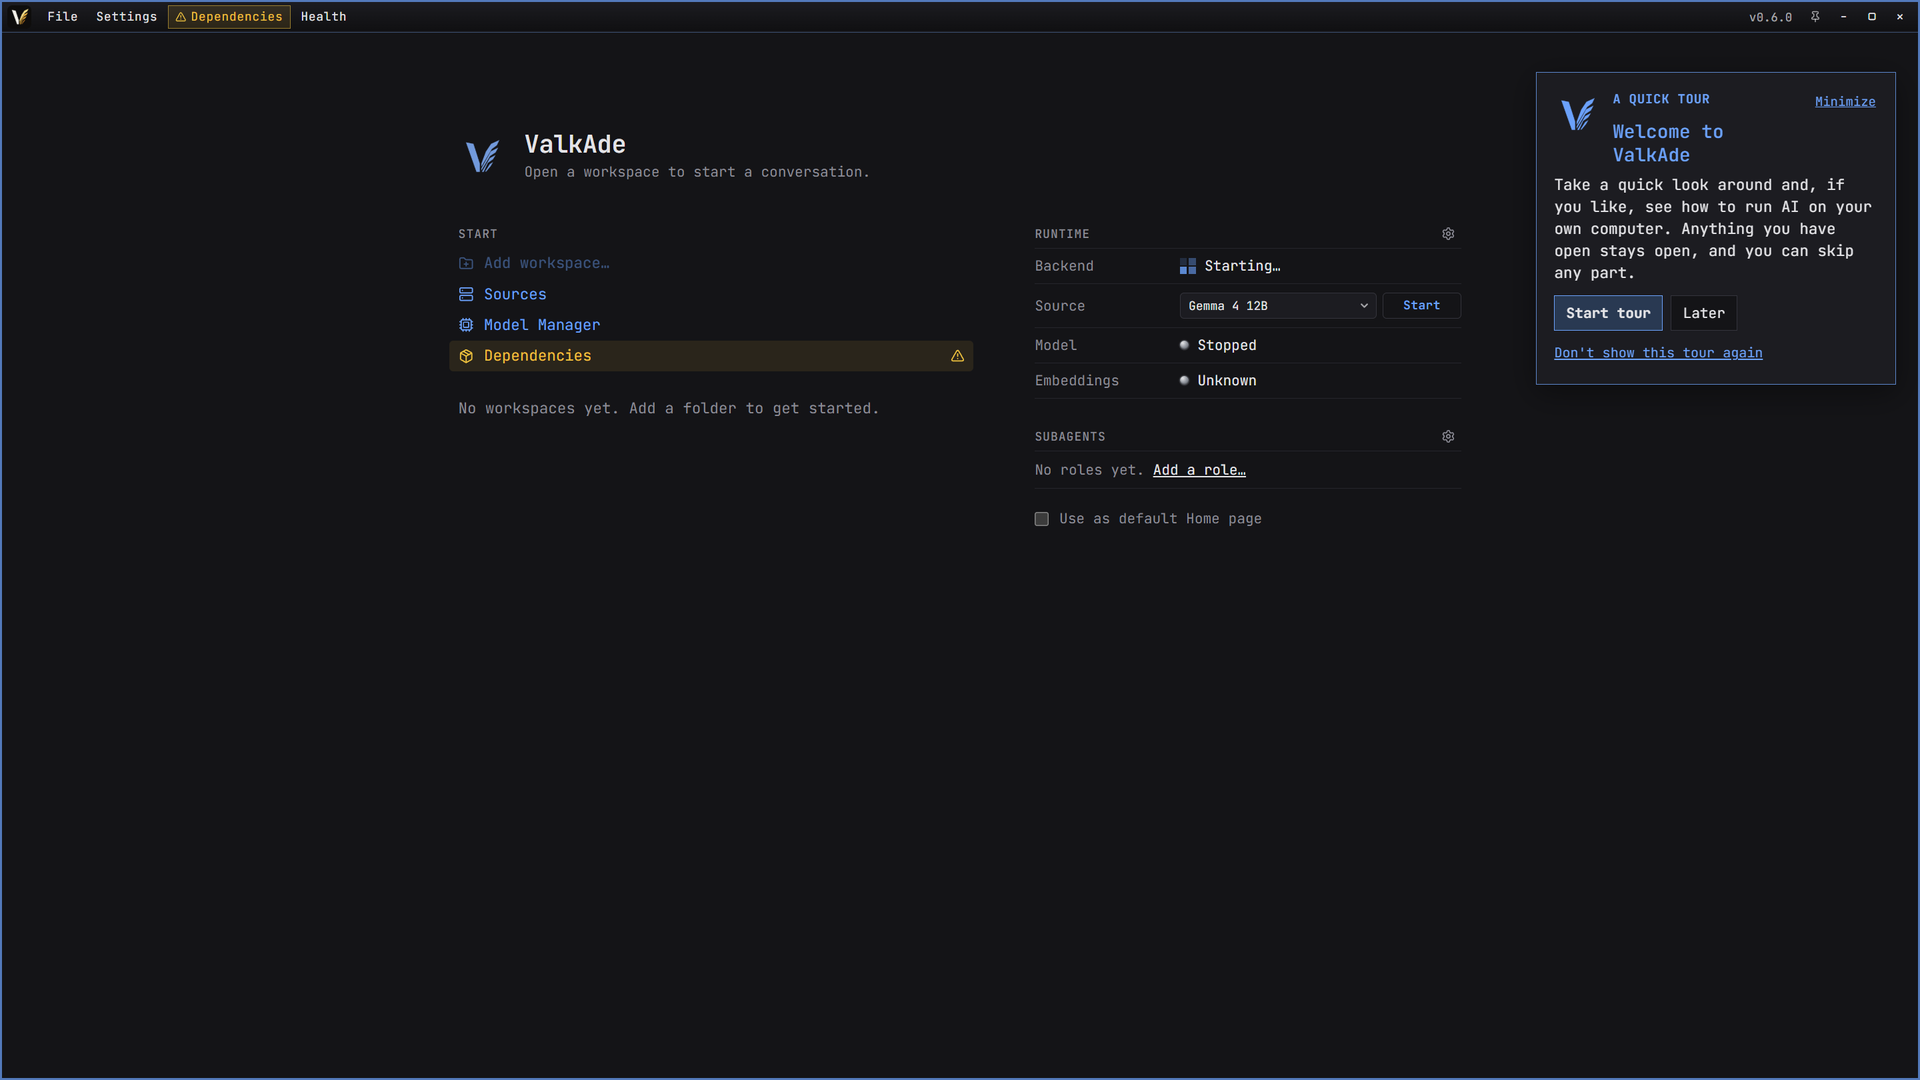 File Settings Dependencies Health v0.6.0
ValkAde
Open a workspace to start a conversation.
START
Add workspace…
Sources
Model Manager
Dependencies
No workspaces yet. Add a folder to get started.
RUNTIME
Backend Starting…
Source Gemma 4 12B Start
Model Stopped
Embeddings Unknown
SUBAGENTS
No roles yet. Add a role…
Use as default Home page
A QUICK TOUR
Minimize
Welcome to
ValkAde
Take a quick look around and, if
you like, see how to run AI on your
own computer. Anything you have
open stays open, and you can skip
any part.
Start tour Later
Don't show this tour again